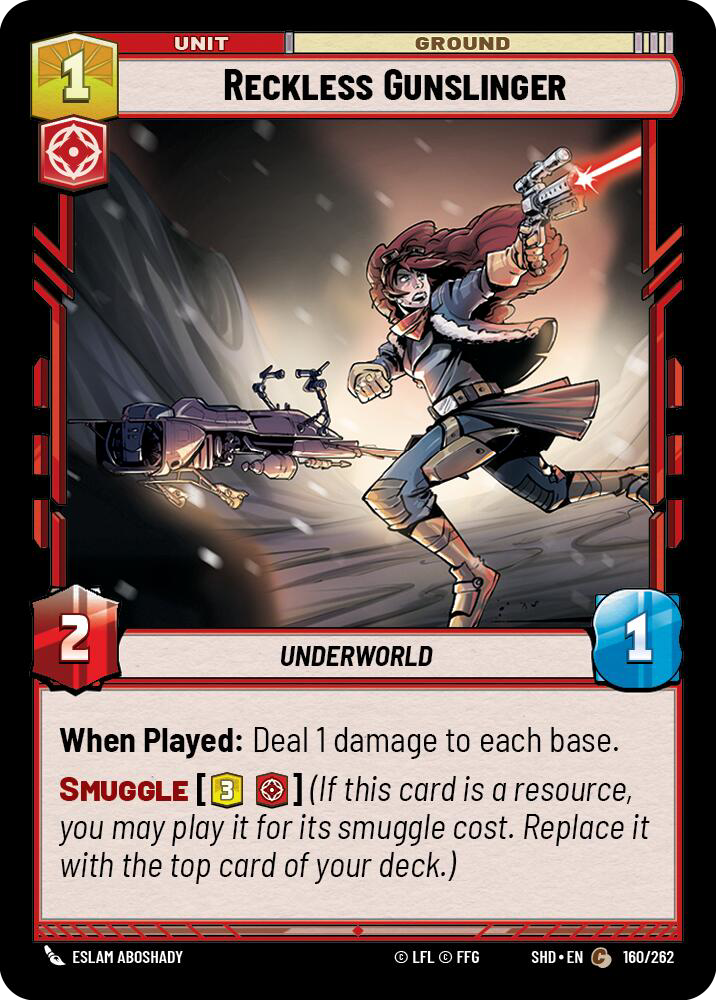 UNIT
GROUND
1
RECKLESS GUNSLINGER
2
UNDERWORLD
1
When Played: Deal 1 damage to each base.
SMUGGLE [3 ] (If this card is a resource,
you may play it for its smuggle cost. Replace it
with the top card of your deck.)
ESLAM ABOSHADY
© LFL © FFG
SHD • EN C 160/262